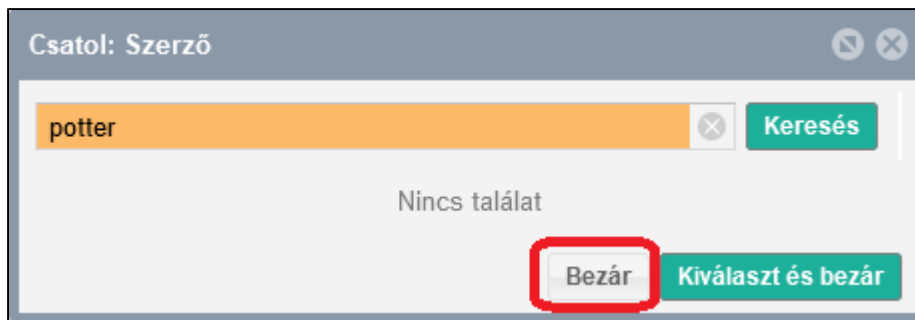 Csatol: Szerző
potter
Keresés
Nincs találat
Bezár
Kiválaszt és bezár